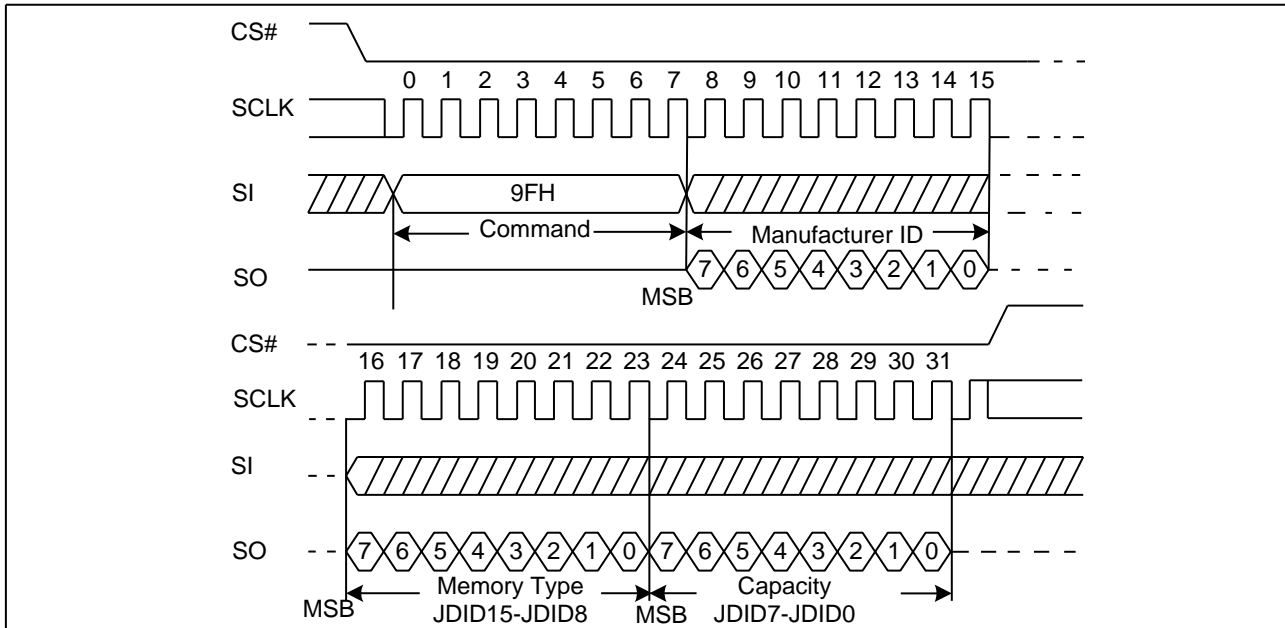 CS#
0 1 2 3 4 5 6 7 8 9 10 11 12 13 14 15
SCLK
SI
9FH
Command
Manufacturer ID
SO
7 6 5 4 3 2 1 0
MSB
CS#
16 17 18 19 20 21 22 23 24 25 26 27 28 29 30 31
SCLK
SI
SO
7 6 5 4 3 2 1 0 7 6 5 4 3 2 1 0
Memory Type Capacity
MSB JDID15-JDID8 MSB JDID7-JDID0